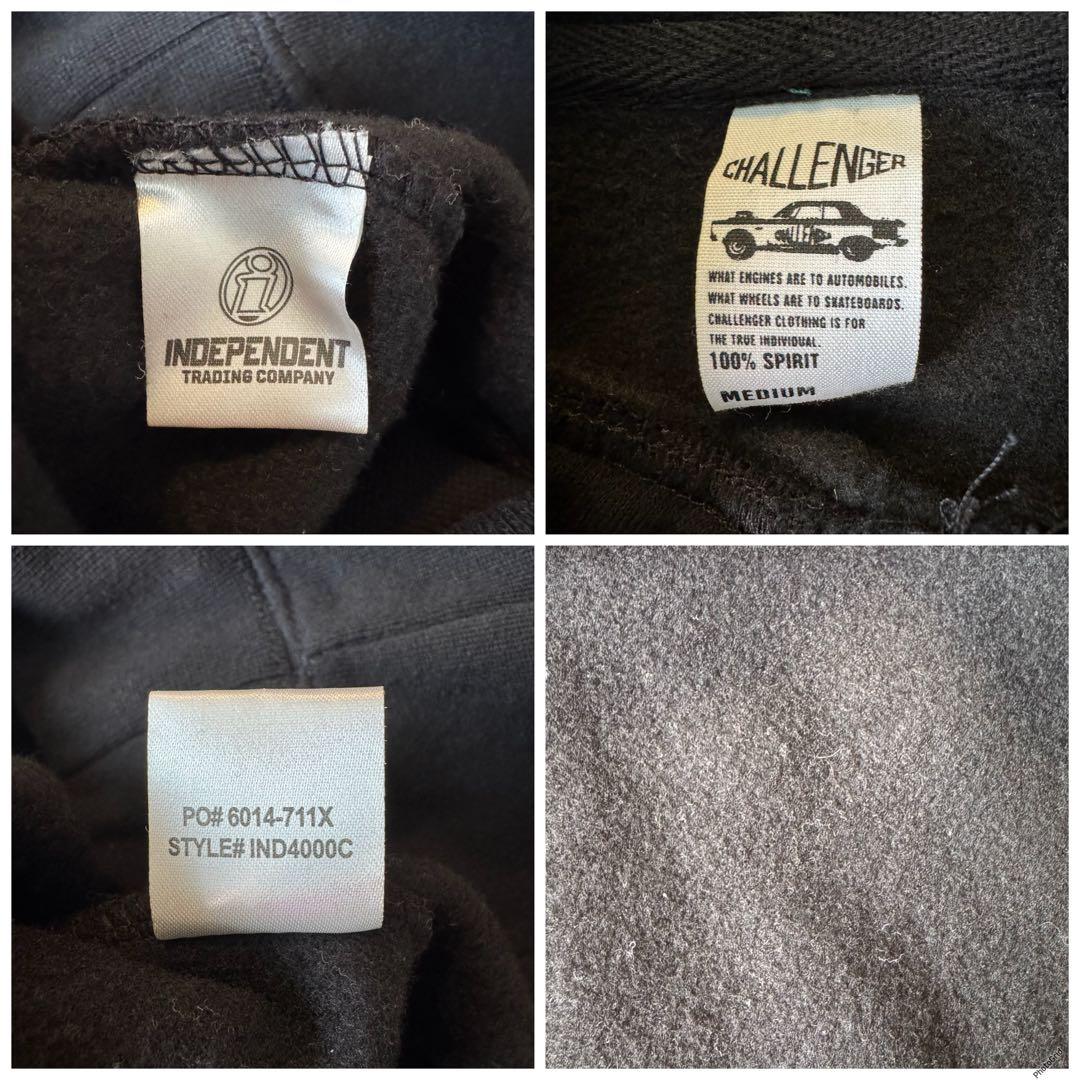 INDEPENDENT
TRADING COMPANY
CHALLENGER
WHAT ENGINES ARE TO AUTOMOBILES.
WHAT WHEELS ARE TO SKATEBOARDS.
CHALLENGER CLOTHING IS FOR
THE TRUE INDIVIDUAL.
100% SPIRIT
MEDIUM
PO# 6014-711X
STYLE# IND4000C